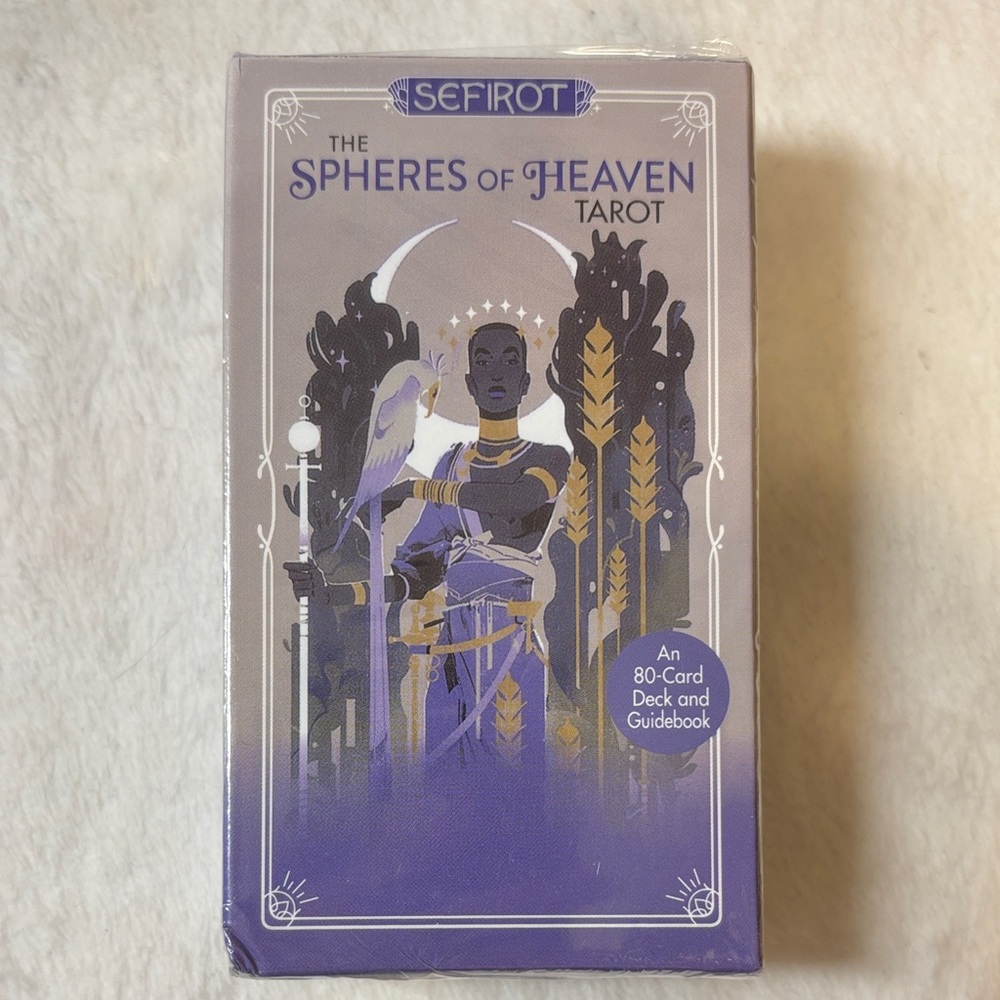 SEFIROT
THE
SPHERES OF HEAVEN
TAROT
An
80-Card
Deck and
Guidebook